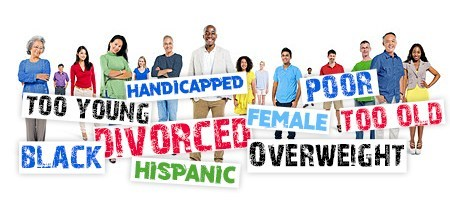 HANDICAPPED
POOR
TOO YOUNG
FEMALE
TOO OLD
DIVORCED
BLACK
HISPANIC
OVERWEIGHT